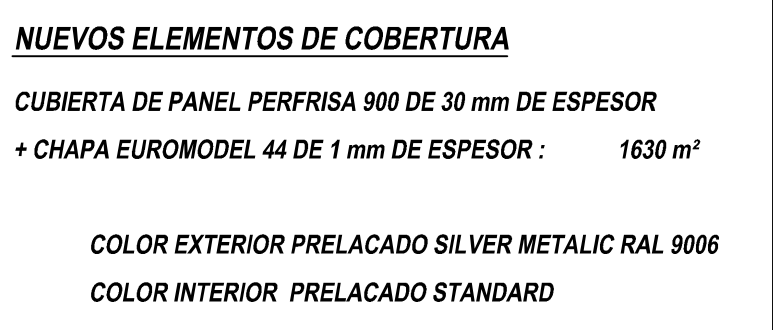 NUEVOS ELEMENTOS DE COBERTURA
CUBIERTA DE PANEL PERFRISA 900 DE 30 mm DE ESPESOR
+ CHAPA EUROMODEL 44 DE 1 mm DE ESPESOR : 1630 m²
COLOR EXTERIOR PRELACADO SILVER METALIC RAL 9006
COLOR INTERIOR PRELACADO STANDARD